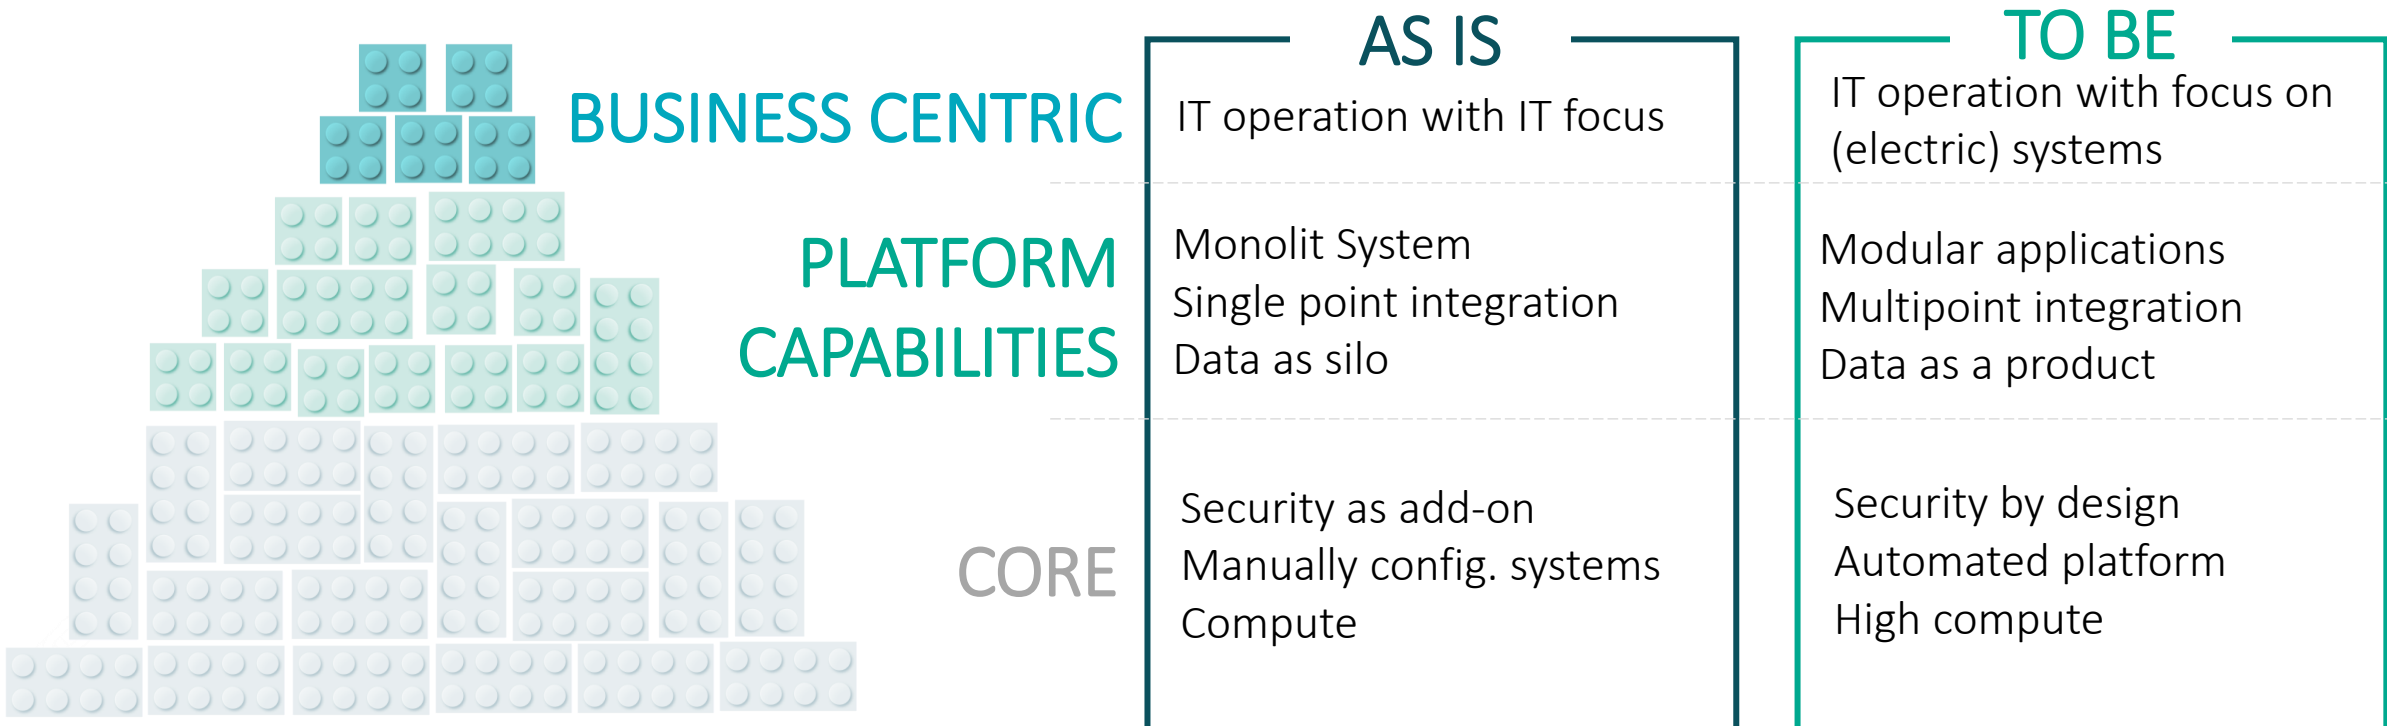 AS IS
TO BE
BUSINESS CENTRIC
IT operation with IT focus
IT operation with focus on
(electric) systems
PLATFORM
CAPABILITIES
Monolit System
Single point integration
Data as silo
Modular applications
Multipoint integration
Data as a product
CORE
Security as add-on
Manually config. systems
Compute
Security by design
Automated platform
High compute